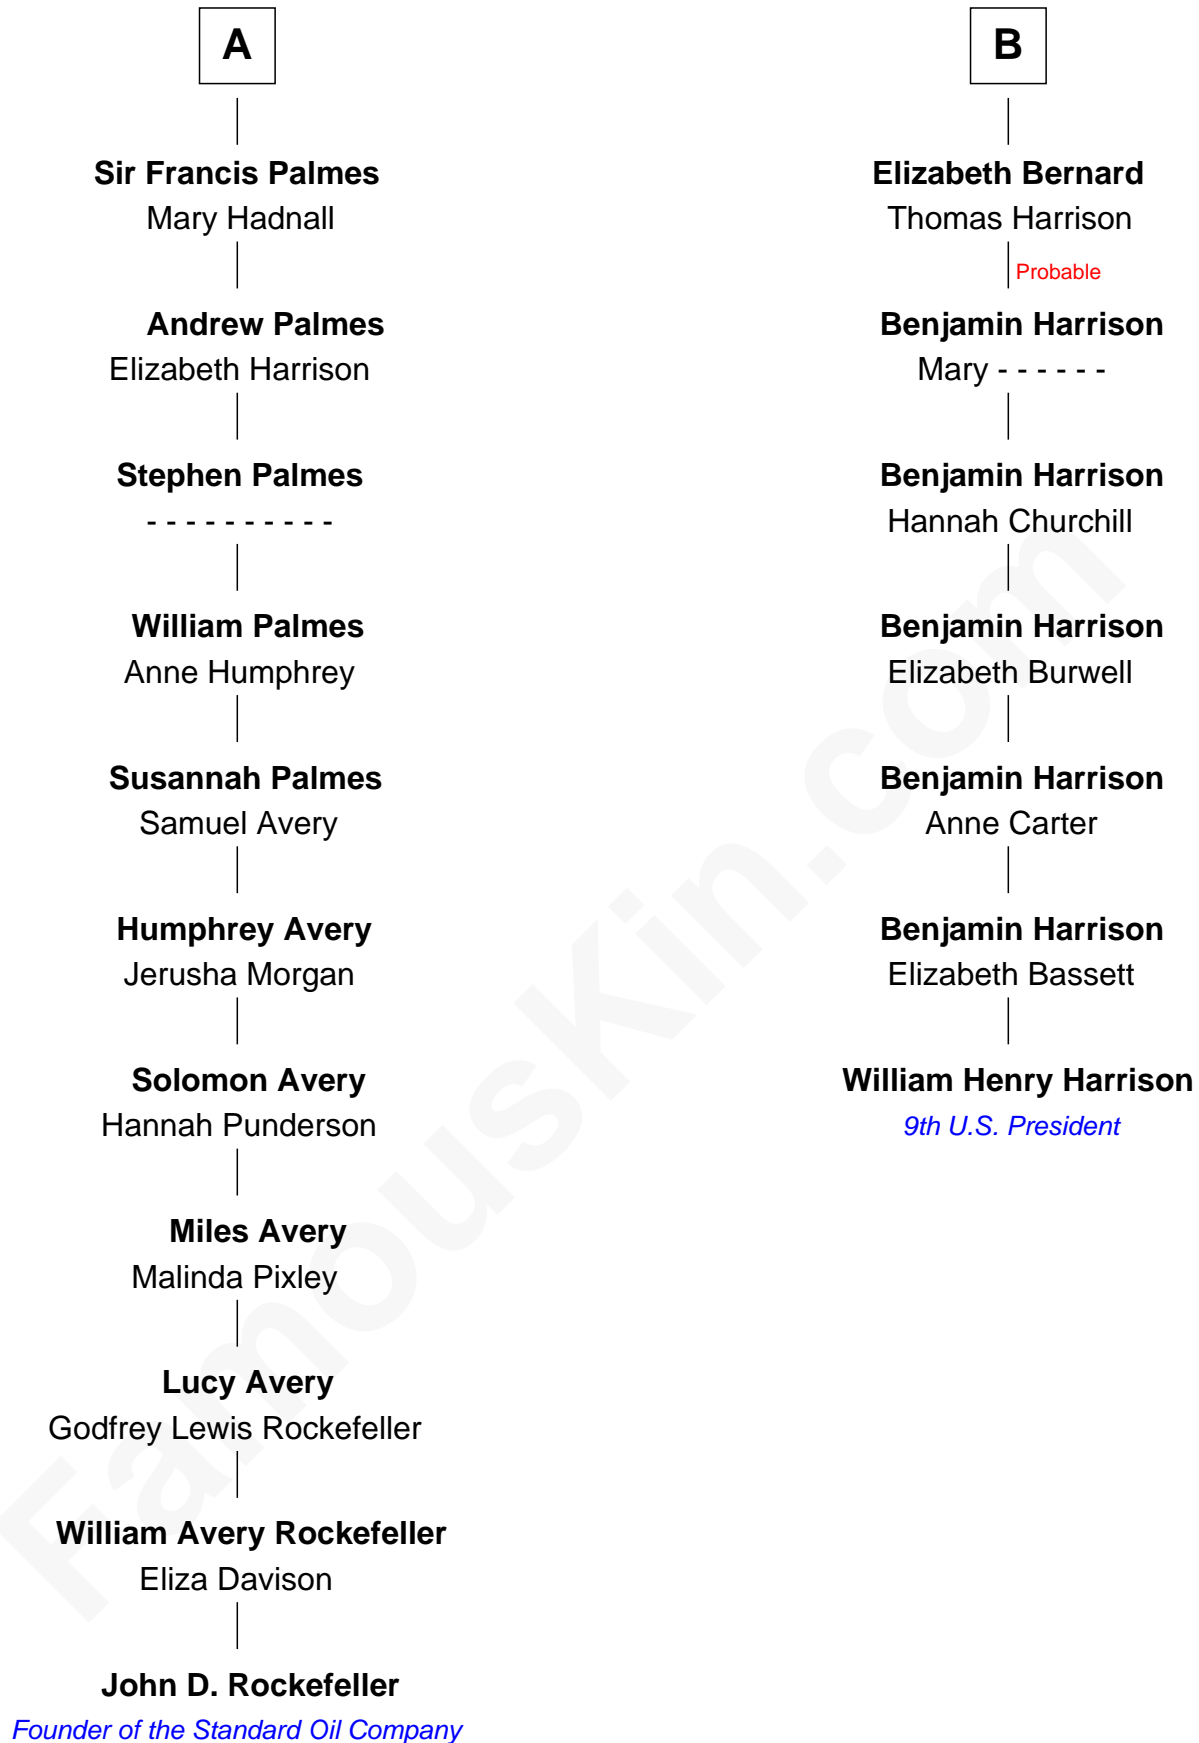 A
Sir Francis Palmes
Mary Hadnall
Andrew Palmes
Elizabeth Harrison
Stephen Palmes
- - - - - - - - - -
William Palmes
Anne Humphrey
Susannah Palmes
Samuel Avery
Humphrey Avery
Jerusha Morgan
Solomon Avery
Hannah Punderson
Miles Avery
Malinda Pixley
Lucy Avery
Godfrey Lewis Rockefeller
William Avery Rockefeller
Eliza Davison
John D. Rockefeller
Founder of the Standard Oil Company
B
Elizabeth Bernard
Thomas Harrison
Probable
Benjamin Harrison
Mary - - - - - -
Benjamin Harrison
Hannah Churchill
Benjamin Harrison
Elizabeth Burwell
Benjamin Harrison
Anne Carter
Benjamin Harrison
Elizabeth Bassett
William Henry Harrison
9th U.S. President
FamousKin.com